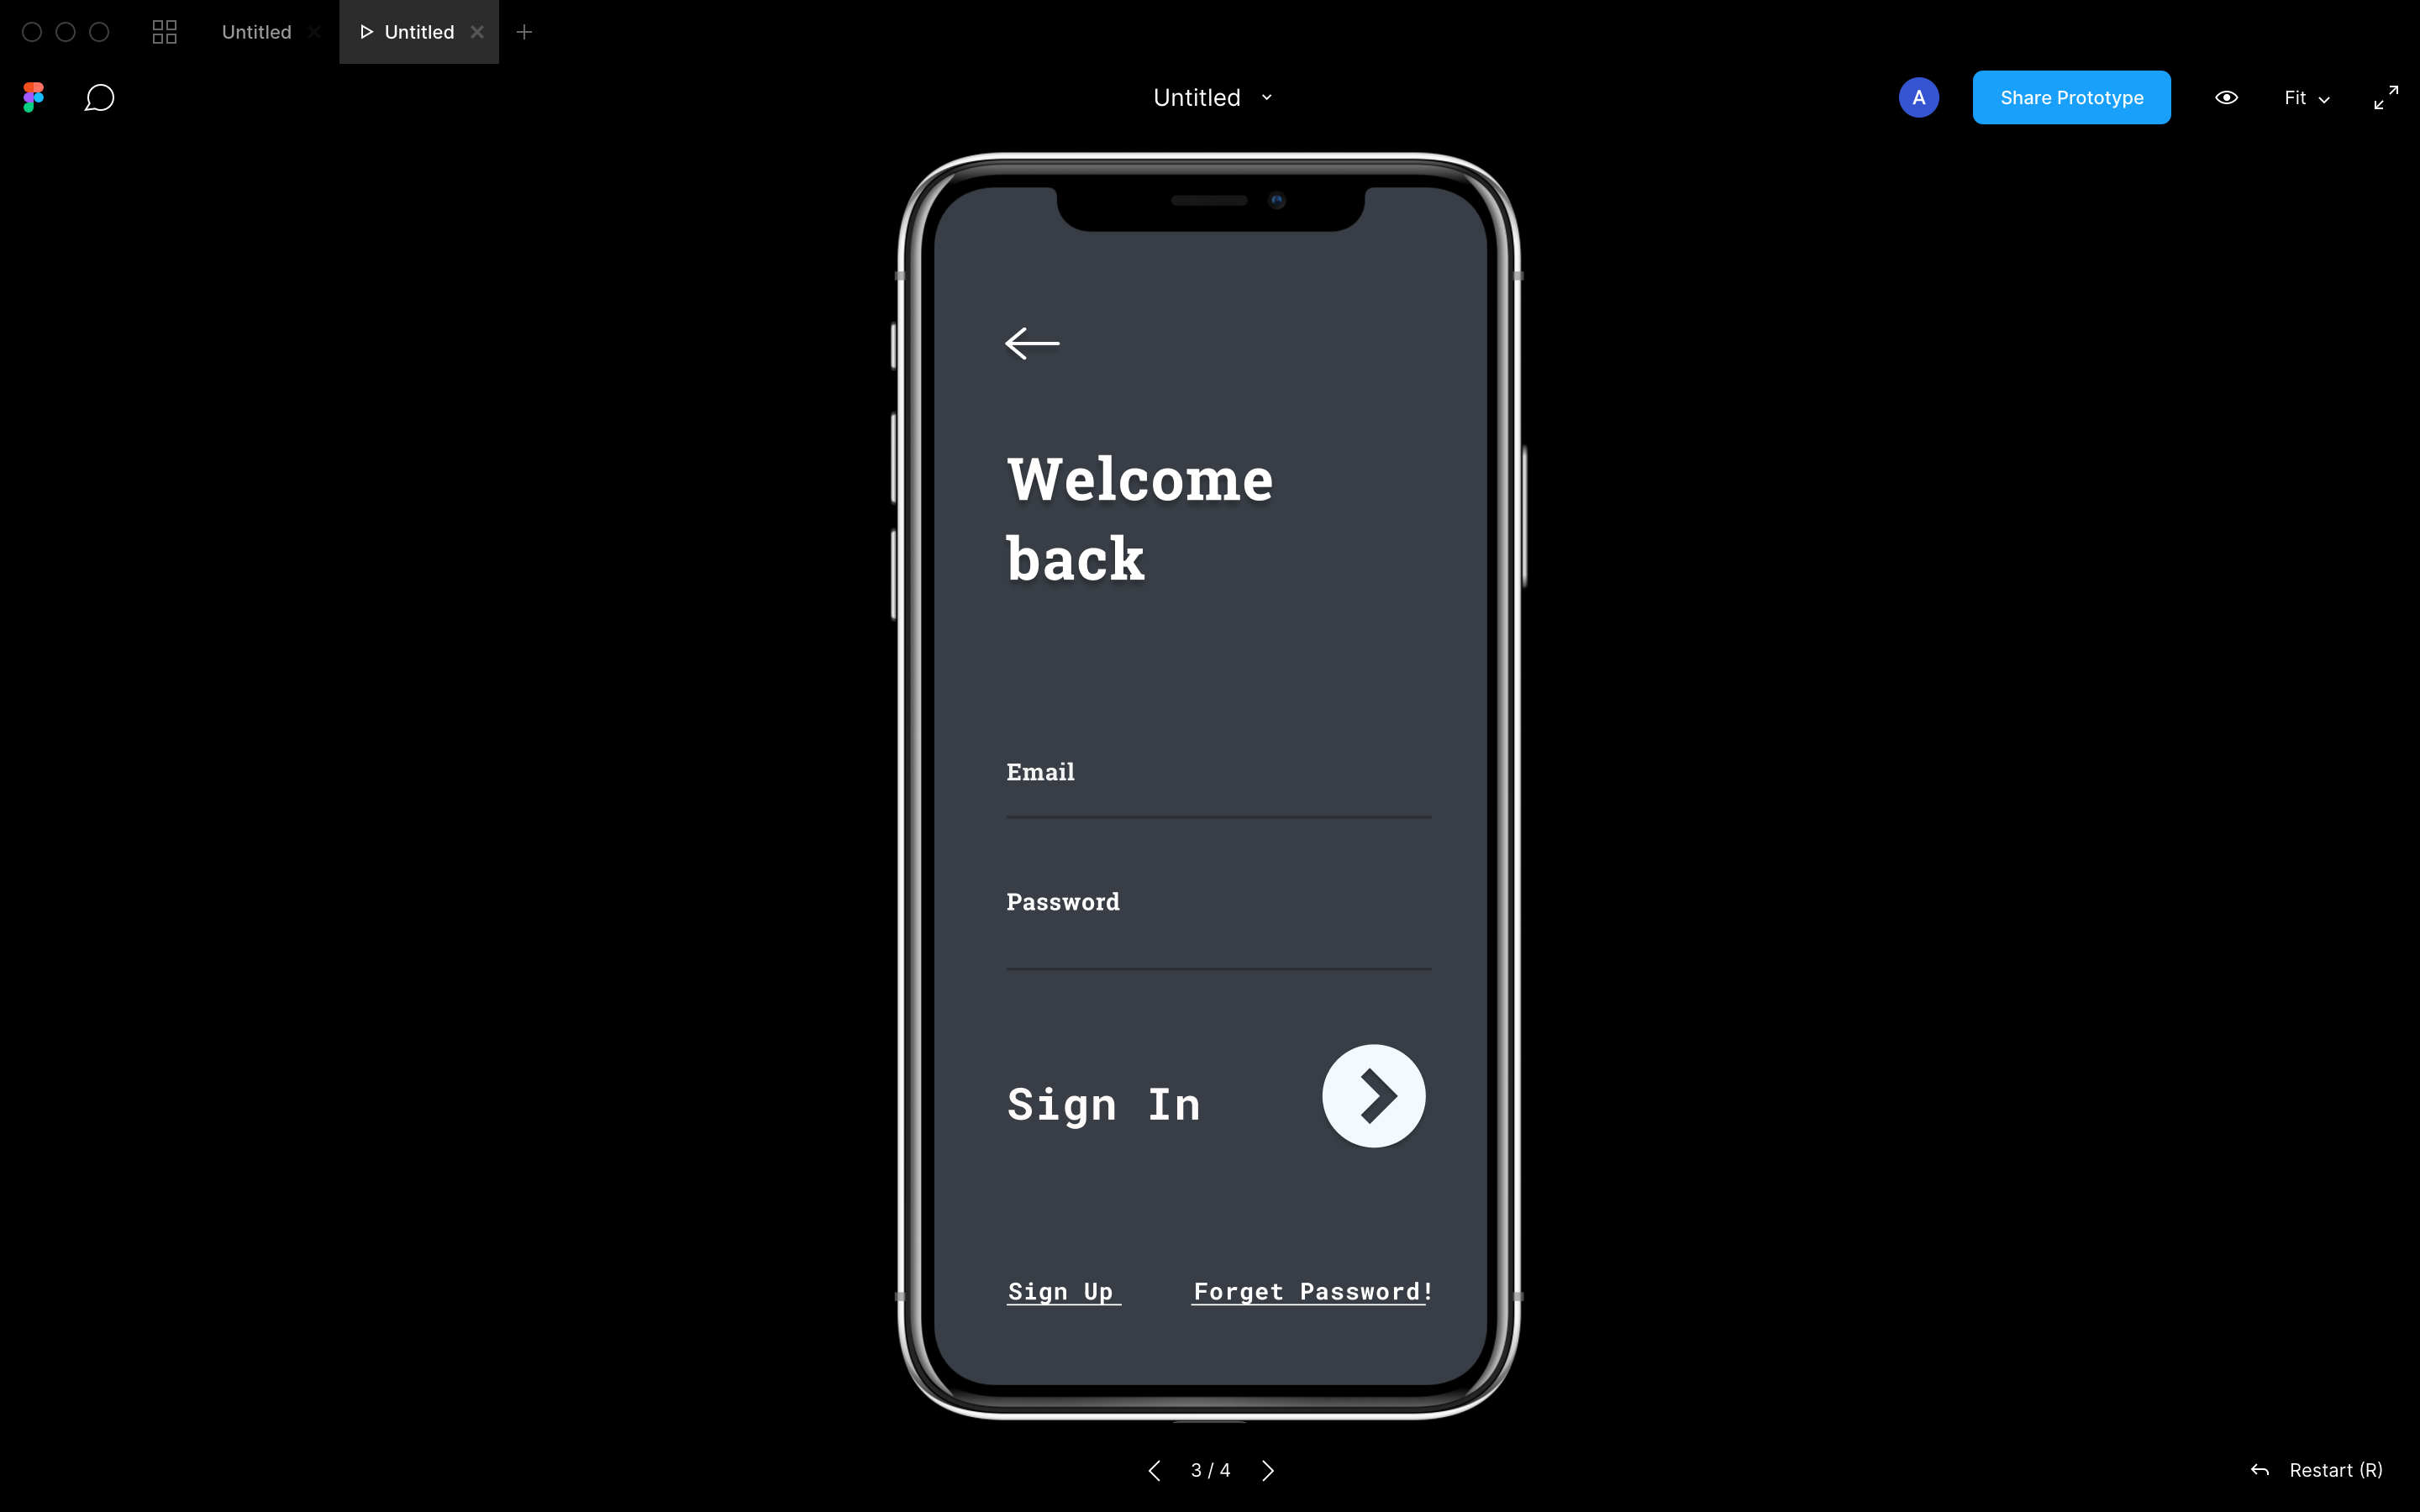 Untitled
Untitled
Untitled
A
Share Prototype
Fit
Welcome
back
Email
Password
Sign In
Sign Up
Forget Password!
3 / 4
Restart (R)